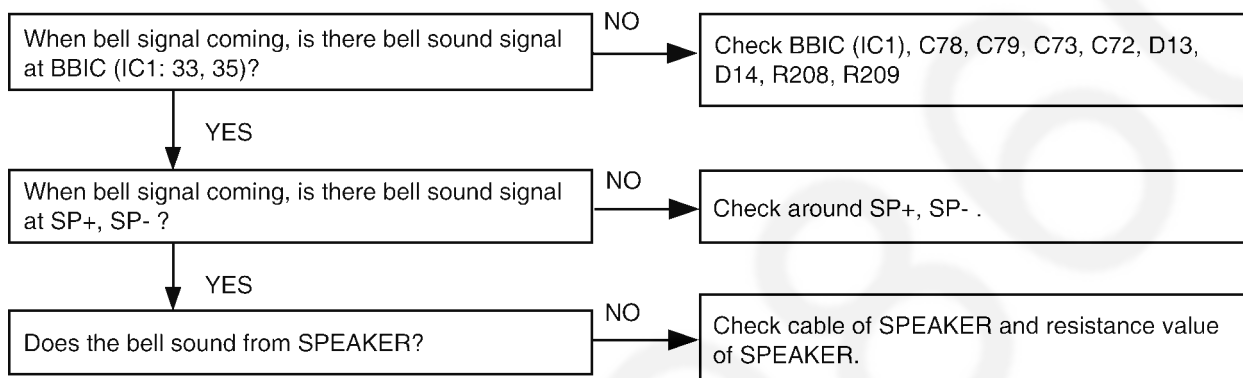 When bell signal coming, is there bell sound signal
at BBIC (IC1: 33, 35)?
NO
Check BBIC (IC1), C78, C79, C73, C72, D13,
D14, R208, R209
YES
When bell signal coming, is there bell sound signal
at SP+, SP- ?
NO
Check around SP+, SP- .
YES
Does the bell sound from SPEAKER?
NO
Check cable of SPEAKER and resistance value
of SPEAKER.